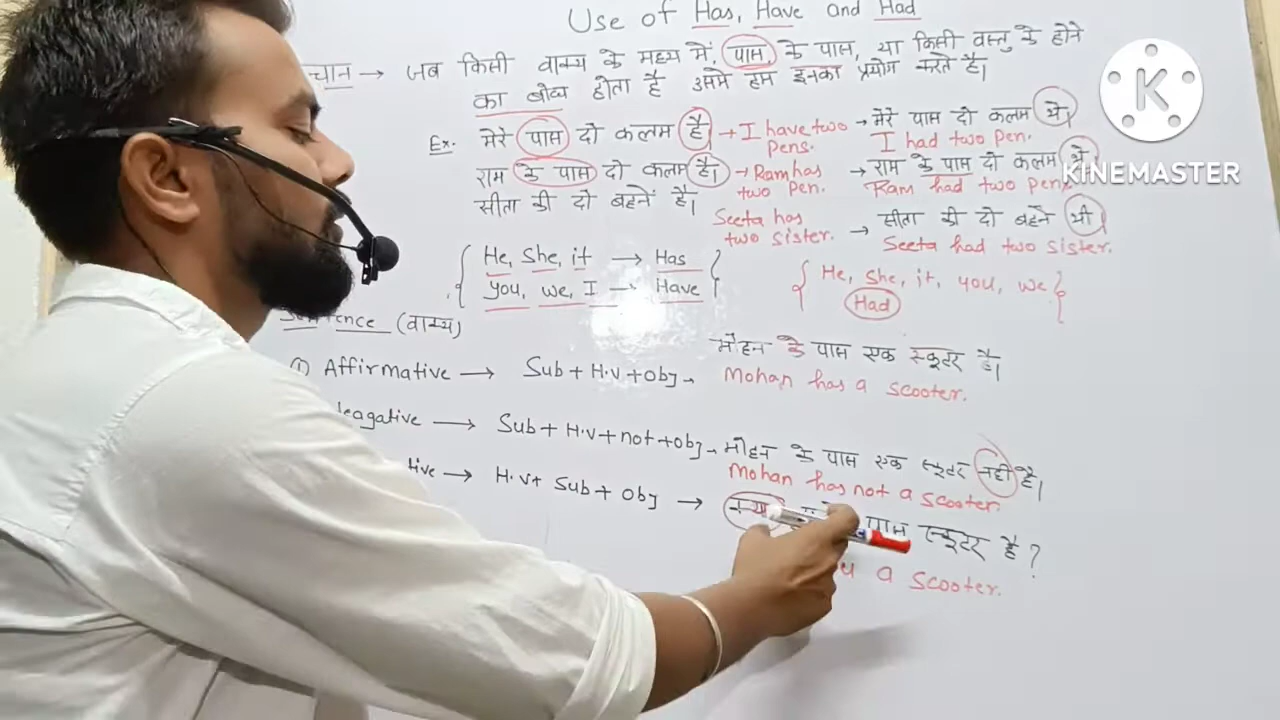 Use of Has, Have and Had
चान → जब किसी वाक्य के मध्य में, पास के पास, या किसी वस्तु के होने
का बोध होता है उसमे हम इनका प्रयोग करते है।
Ex. मेरे पास दो कलम है। → I have two pens. → मेरे पास दो कलम थे।
I had two pen.
राम के पास दो कलम है। → Ram has two pen. → राम के पास दो कलम थे
Ram had two pen
सीता की दो बहनें है। Seeta has two sister. → सीता की दो बहनें थी।
Seeta had two sister.
He, She, it → Has
You, we, I → Have
He, she, it, you, we
Had
Sentence (वाक्य)
① Affirmative → Sub + H.V + obj → मोहन के पास एक स्कूटर है।
Mohan has a scooter.
leagative → Sub + H.V + not + obj → मोहन के पास एक स्कूटर नहीं है।
Mohan has not a scooter.
tive → H.V + Sub + Obj → क्या पास स्कूटर है?
u a scooter.
K
KINEMASTER